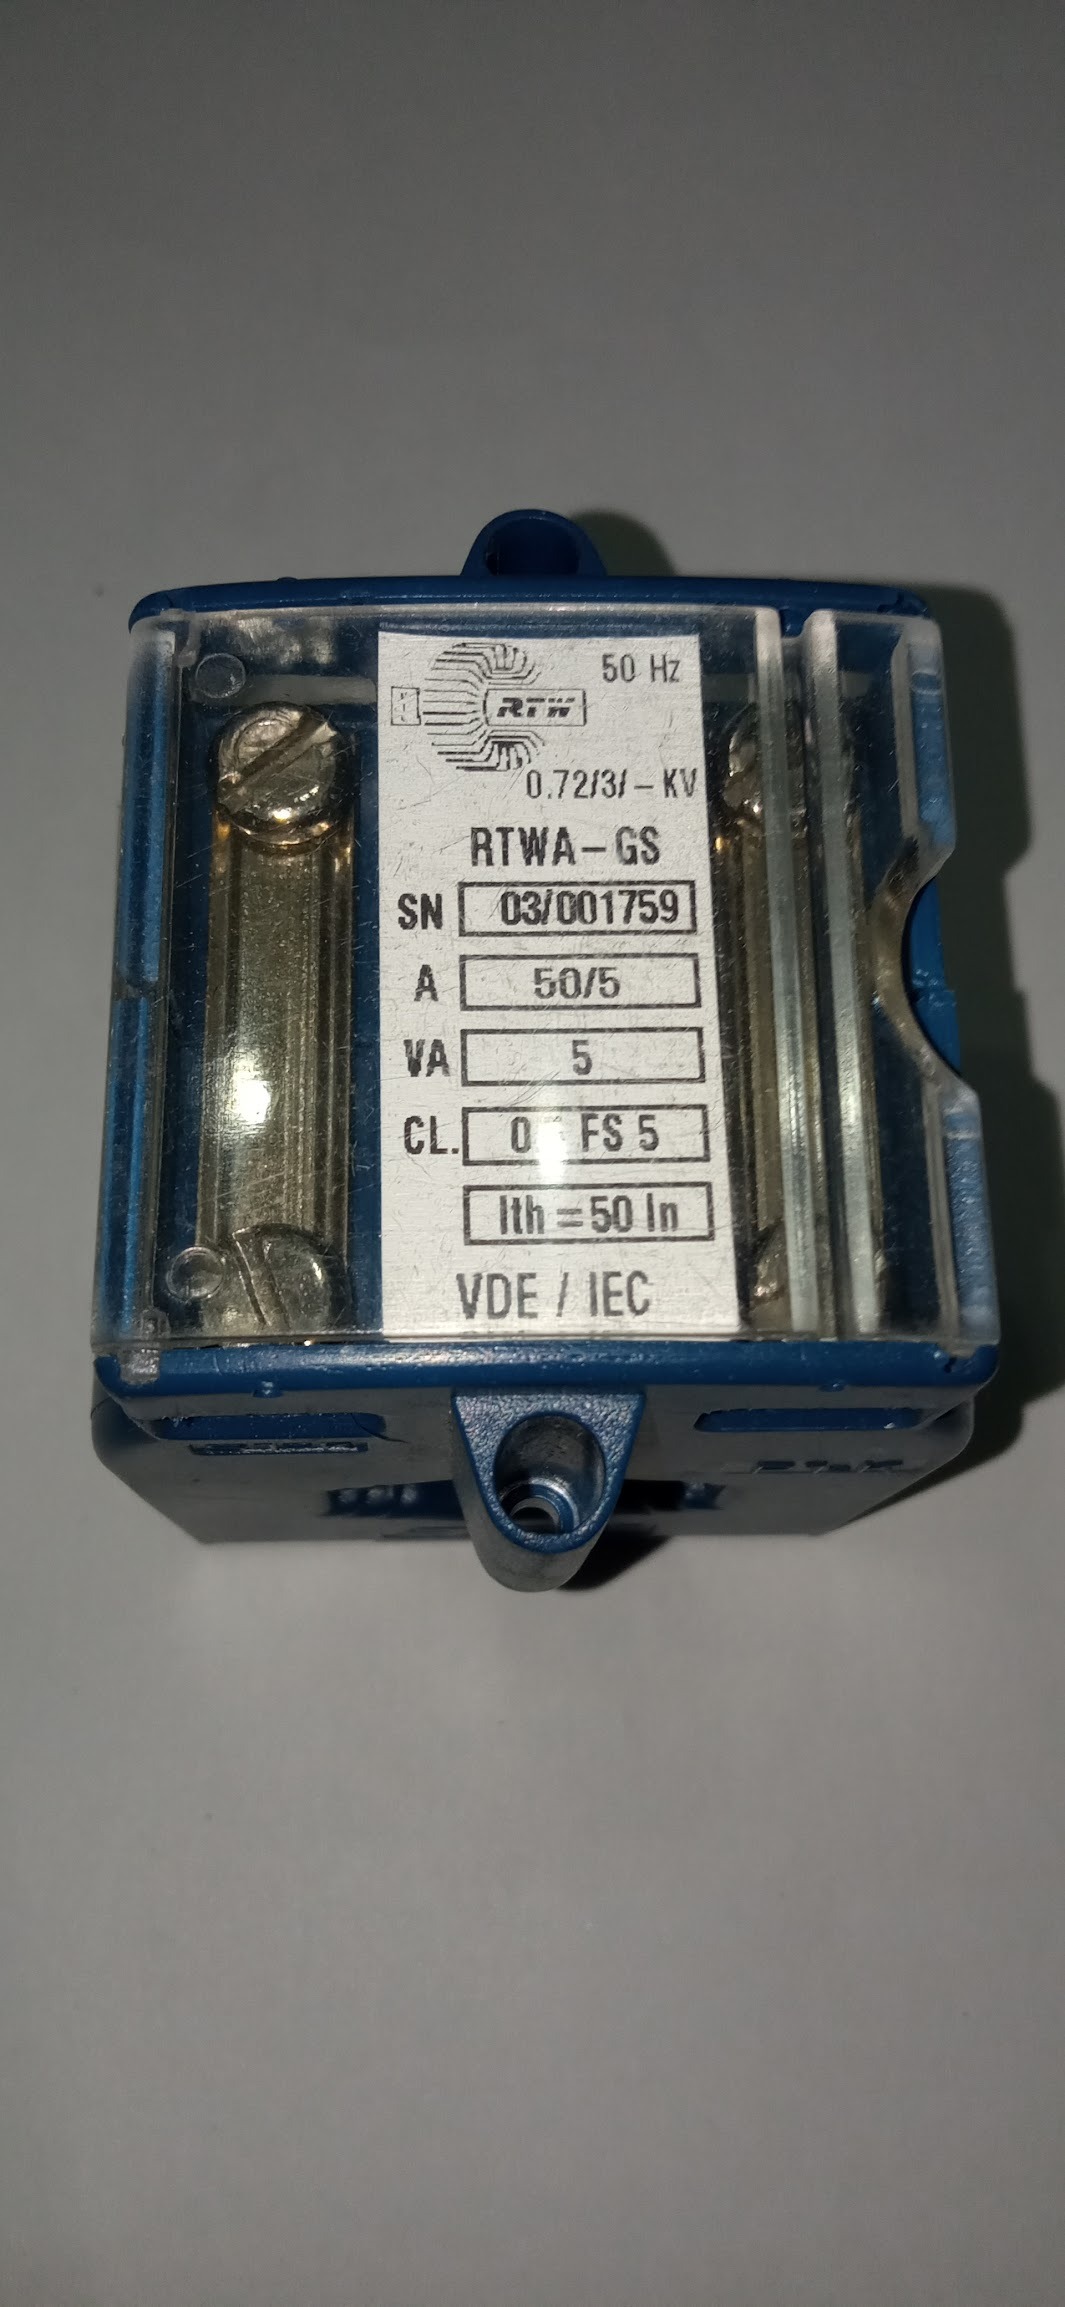 50 Hz
RTW
0.72/3/-KV
RTWA-GS
SN 03/001759
A 50/5
VA 5
CL. FS 5
Ith = 50 In
VDE / IEC